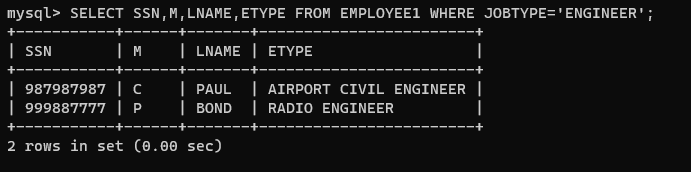 mysql> SELECT SSN,M,LNAME,ETYPE FROM EMPLOYEE1 WHERE JOBTYPE='ENGINEER';
+-----------+------+-------+------------------------+
| SSN       | M    | LNAME | ETYPE                  |
+-----------+------+-------+------------------------+
| 987987987 | C    | PAUL  | AIRPORT CIVIL ENGINEER |
| 999887777 | P    | BOND  | RADIO ENGINEER         |
+-----------+------+-------+------------------------+
2 rows in set (0.00 sec)